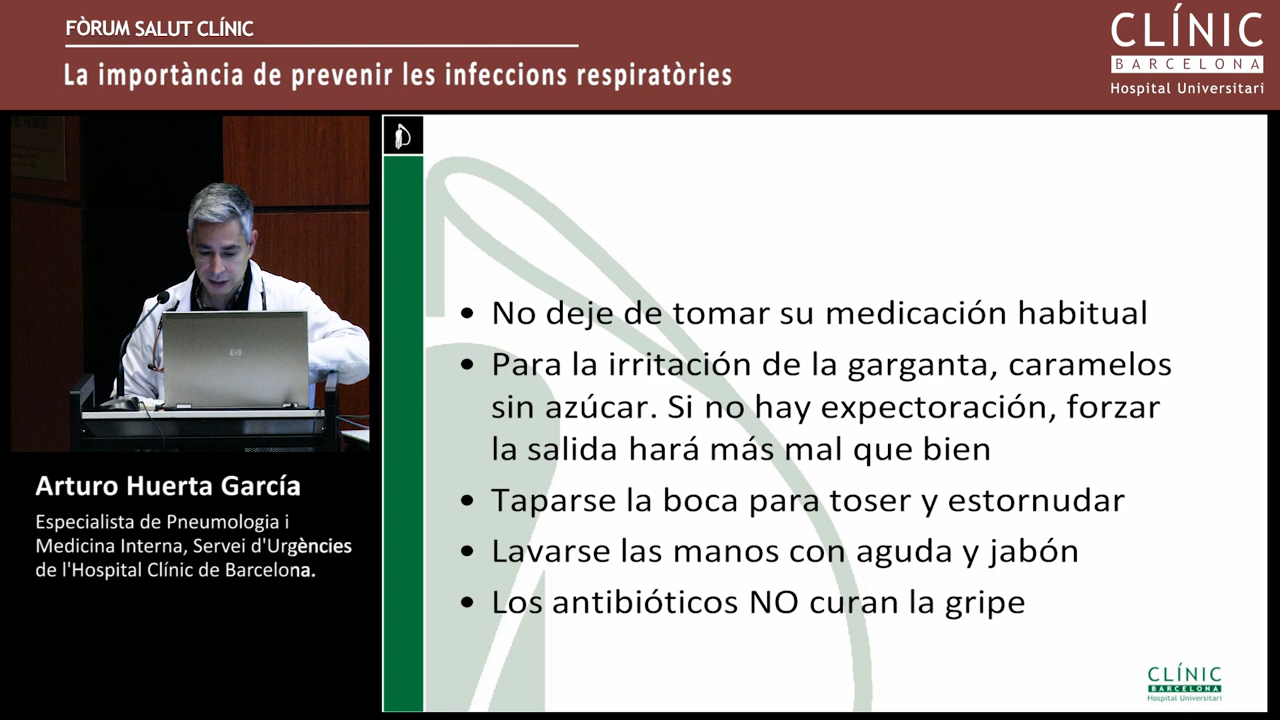 FÒRUM SALUT CLÍNIC
La importància de prevenir les infeccions respiratòries
CLÍNIC
BARCELONA
Hospital Universitari
Arturo Huerta García
Especialista de Pneumologia i
Medicina Interna, Servei d'Urgències
de l'Hospital Clínic de Barcelona.
• No deje de tomar su medicación habitual
• Para la irritación de la garganta, caramelos
sin azúcar. Si no hay expectoración, forzar
la salida hará más mal que bien
• Taparse la boca para toser y estornudar
• Lavarse las manos con aguda y jabón
• Los antibióticos NO curan la gripe
CLÍNIC
BARCELONA
Hospital Universitari
hp